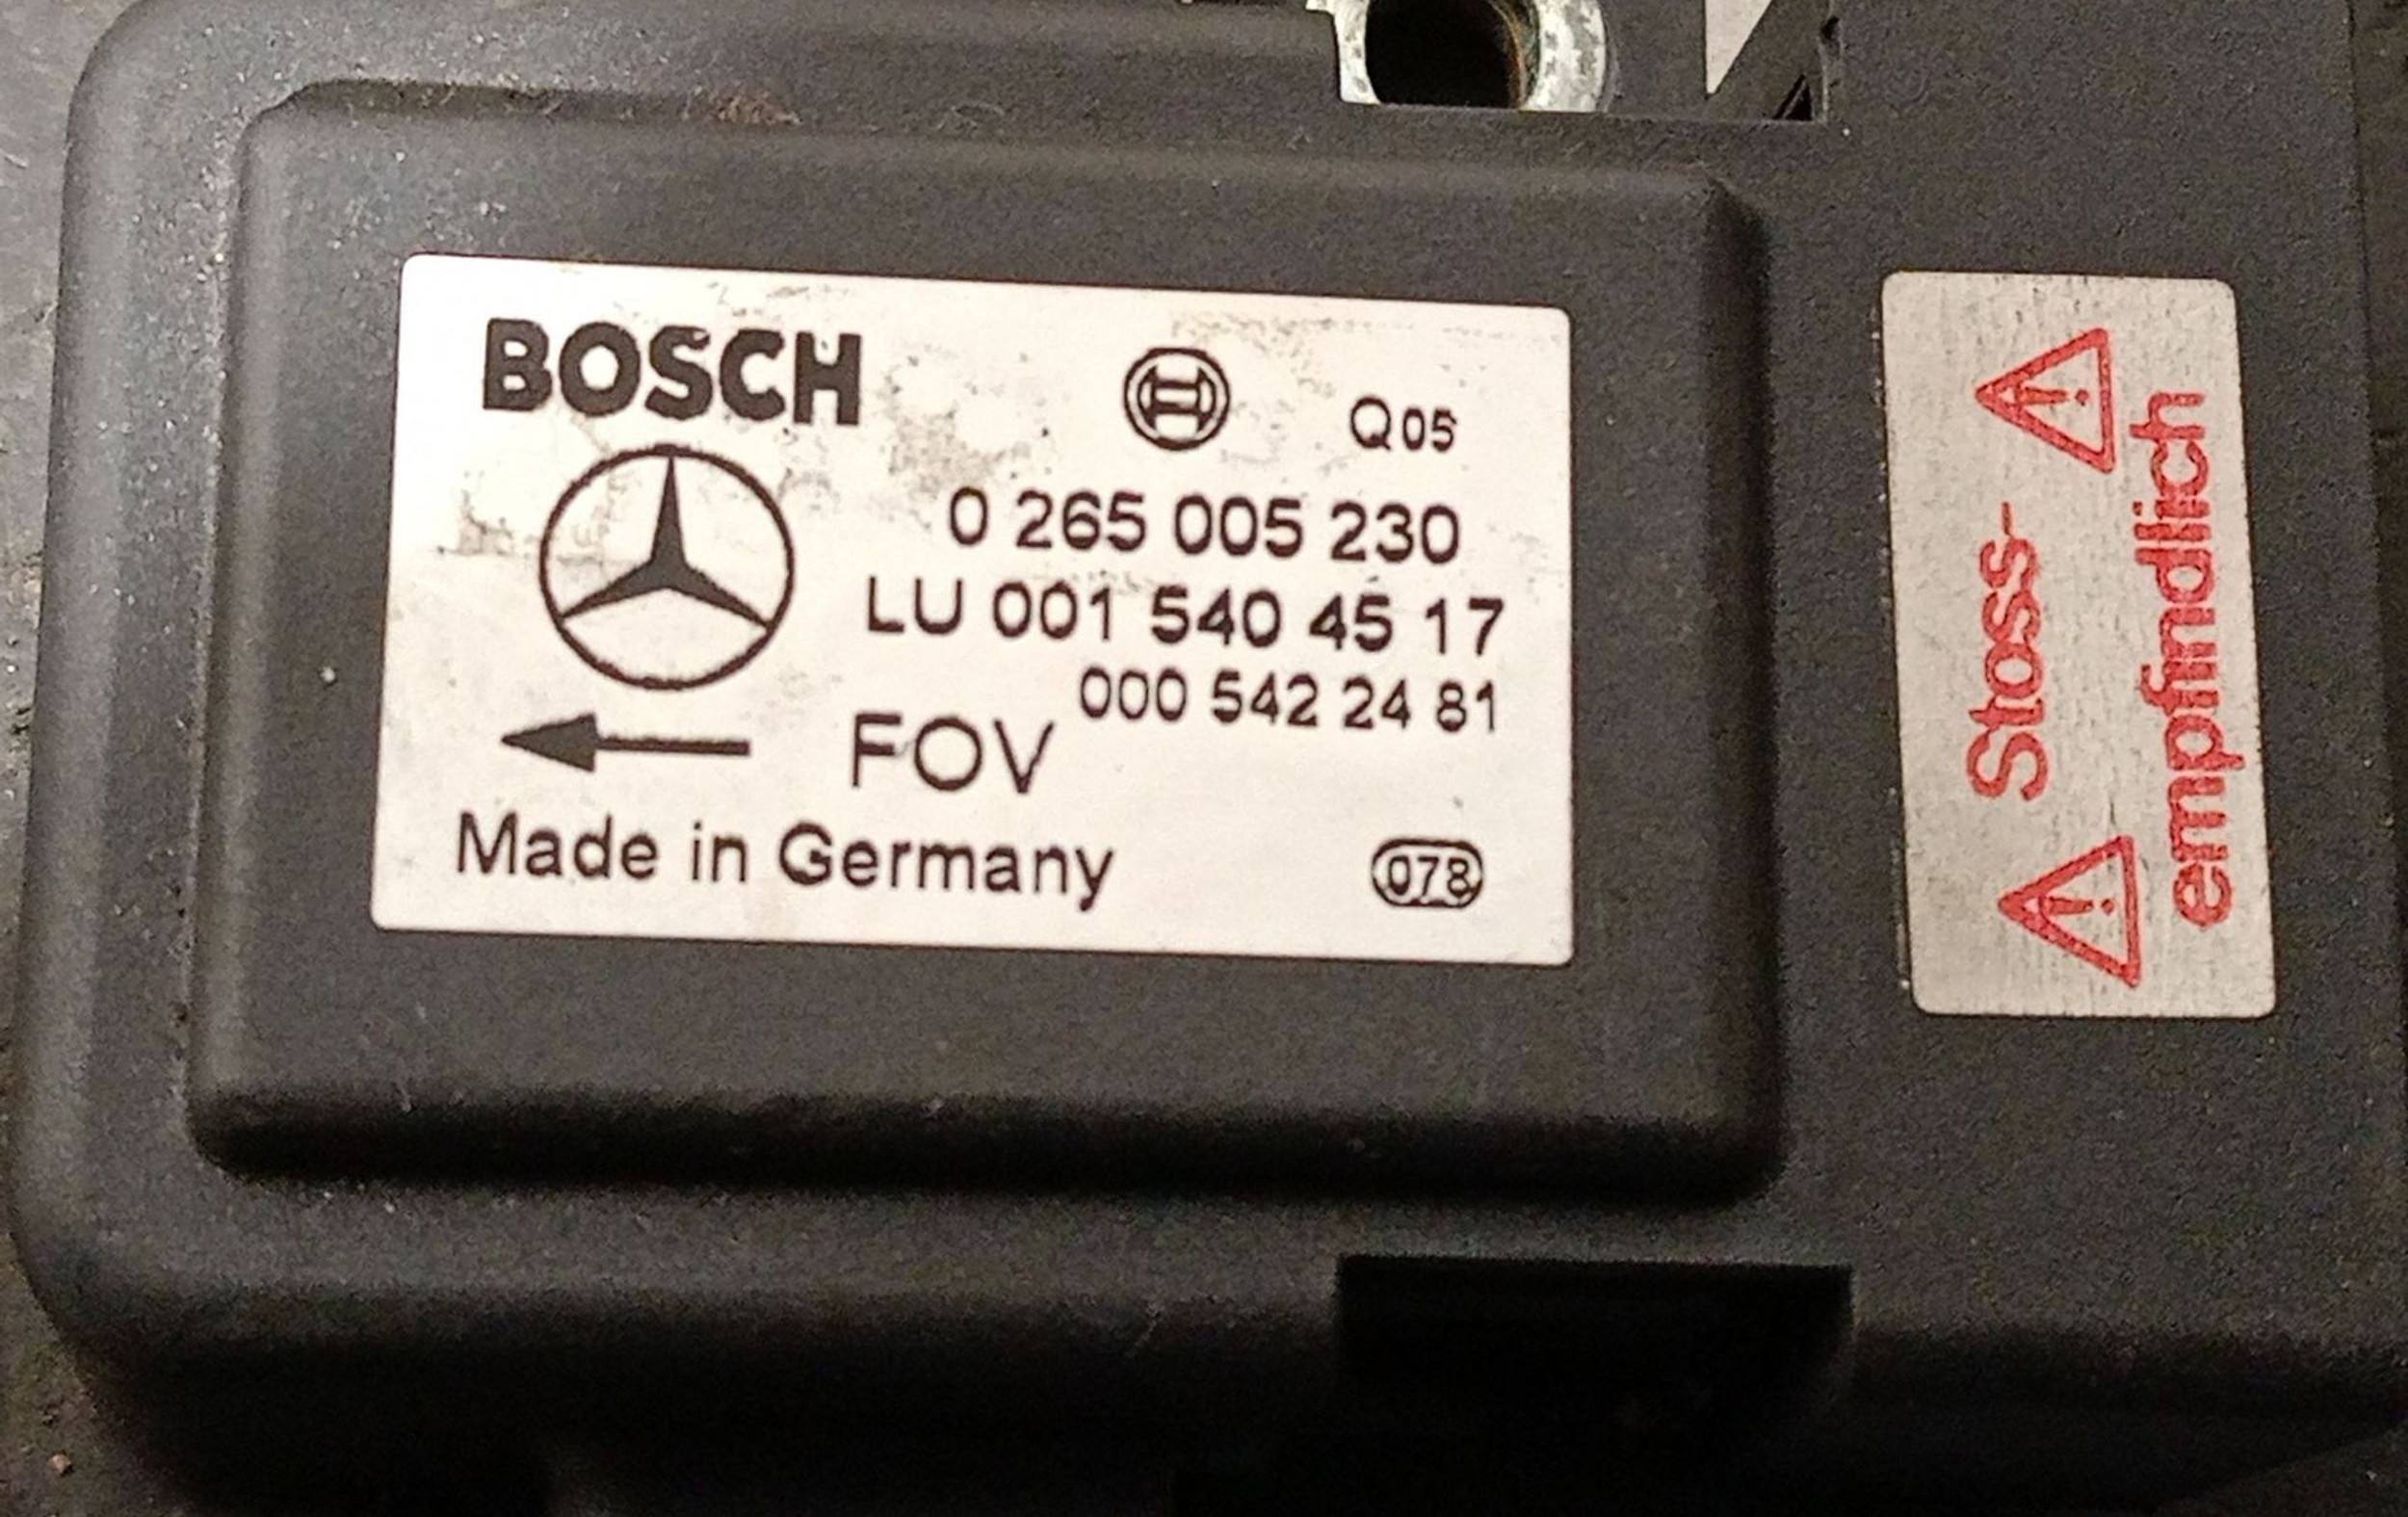 BOSCH
Q05
0 265 005 230
LU 001 540 45 17
000 542 24 81
FOV
Made in Germany
078
Stoss-
empfindlich